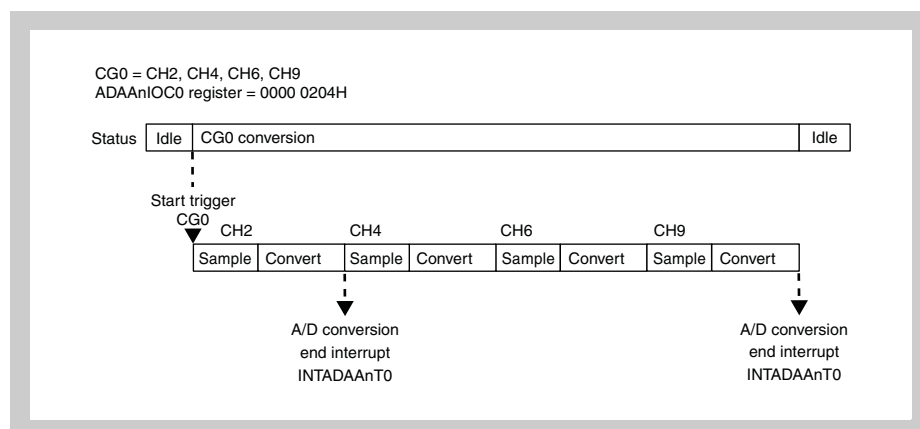 CG0 = CH2, CH4, CH6, CH9
ADAAnIOC0 register = 0000 0204H
Status Idle CG0 conversion Idle
Start trigger
CG0
CH2 CH4 CH6 CH9
Sample Convert Sample Convert Sample Convert Sample Convert
A/D conversion A/D conversion
end interrupt end interrupt
INTADAAnT0 INTADAAnT0